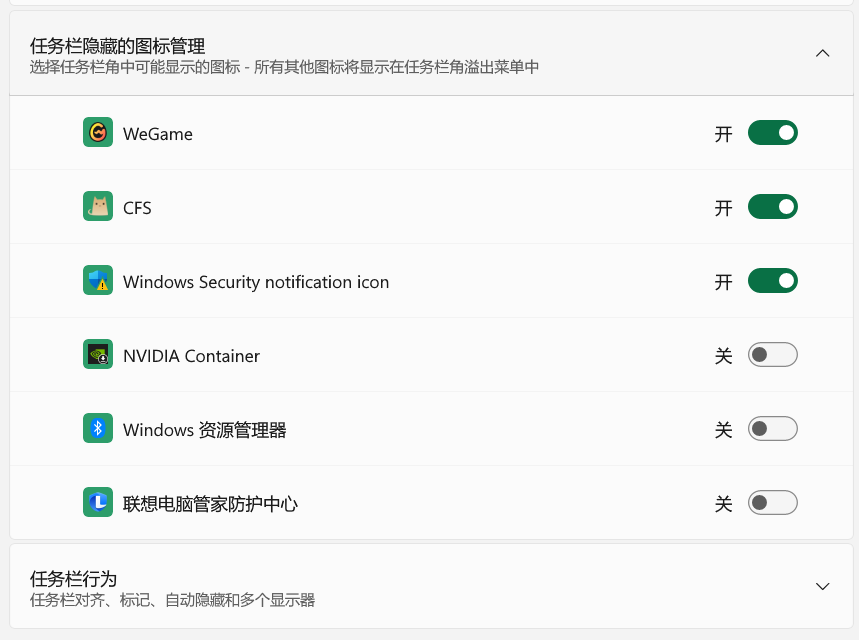 任务栏隐藏的图标管理
选择任务栏角中可能显示的图标 - 所有其他图标将显示在任务栏角溢出菜单中
WeGame 开
CFS 开
Windows Security notification icon 开
NVIDIA Container 关
Windows 资源管理器 关
联想电脑管家防护中心 关
任务栏行为
任务栏对齐、标记、自动隐藏和多个显示器